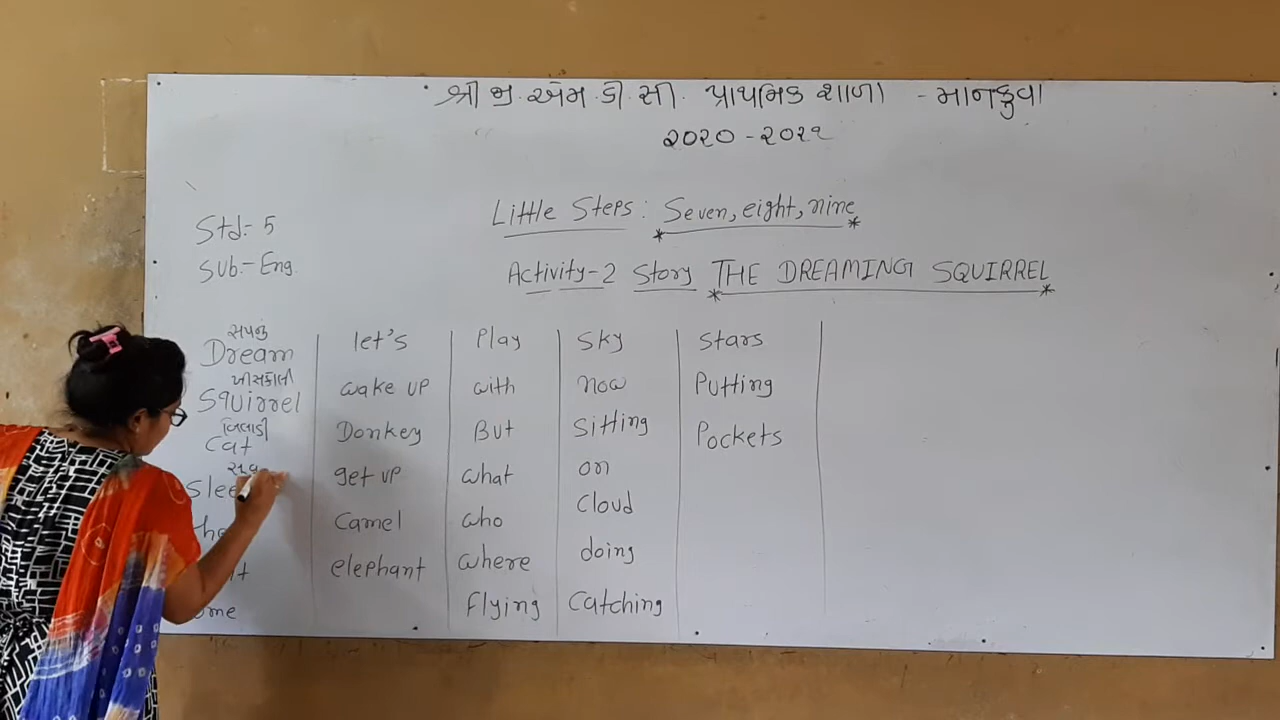 શ્રી જી. એમ. ડી. સી. પ્રાથમિક શાળા - માનકુવા
૨૦૨૦ - ૨૦૨૧
Little Steps: Seven, eight, nine
Std:- 5
Sub:- Eng.
Activity-2 Story THE DREAMING SQUIRREL
સપનું
Dream
ખીસકોલી
Squirrel
બિલાડી
Cat
let's
wake up
Donkey
get up
Camel
elephant
Play
with
But
what
who
where
Flying
Sky
now
Sitting
on
Cloud
doing
Catching
Stars
Putting
Pockets